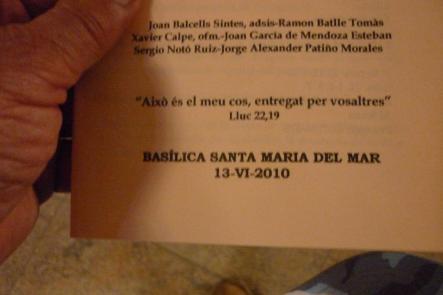 Joan Balcells Sintes, adsis-Ramon Batlle Tomàs
Xavier Calpe, ofm.-Joan García de Mendoza Esteban
Sergio Notó Ruiz-Jorge Alexander Patiño Morales
"Això és el meu cos, entregat per vosaltres"
Lluc 22,19
BASÍLICA SANTA MARIA DEL MAR
13-VI-2010